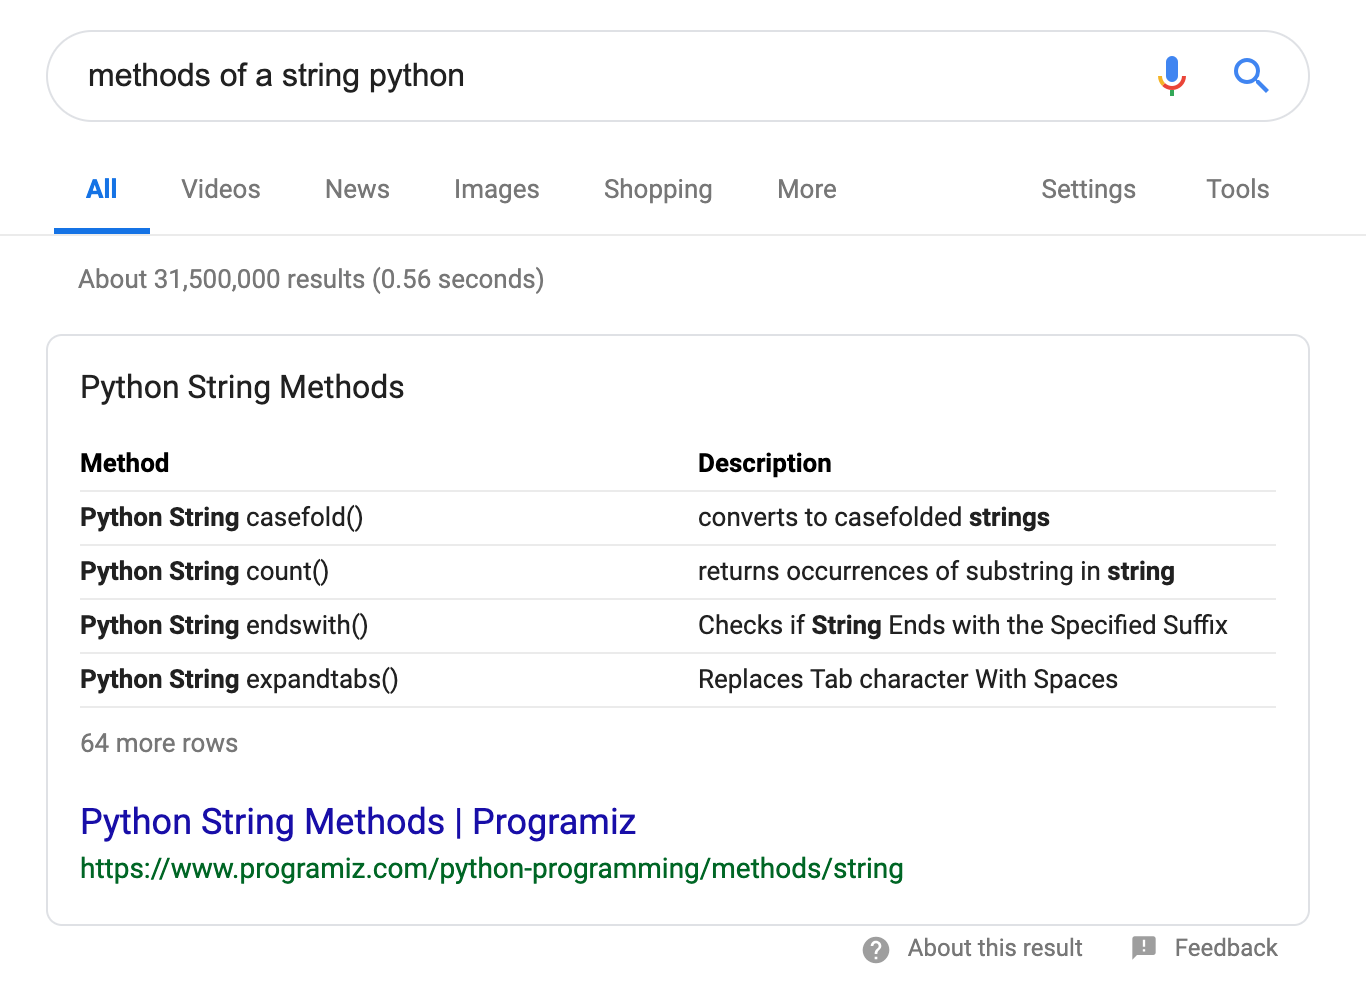 methods of a string python
All Videos News Images Shopping More Settings Tools
About 31,500,000 results (0.56 seconds)
Python String Methods
Method Description
Python String casefold() converts to casefolded strings
Python String count() returns occurrences of substring in string
Python String endswith() Checks if String Ends with the Specified Suffix
Python String expandtabs() Replaces Tab character With Spaces
64 more rows
Python String Methods | Programiz
https://www.programiz.com/python-programming/methods/string
About this result Feedback